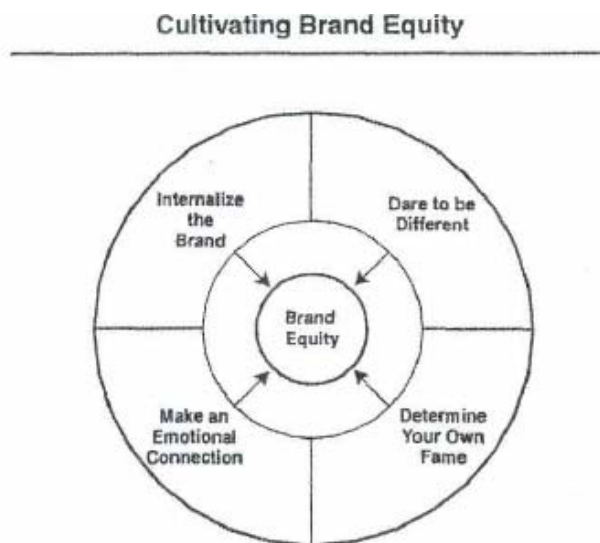 Cultivating Brand Equity
Internalize
the
Brand
Dare to be
Different
Brand
Equity
Make an
Emotional
Connection
Determine
Your Own
Fame